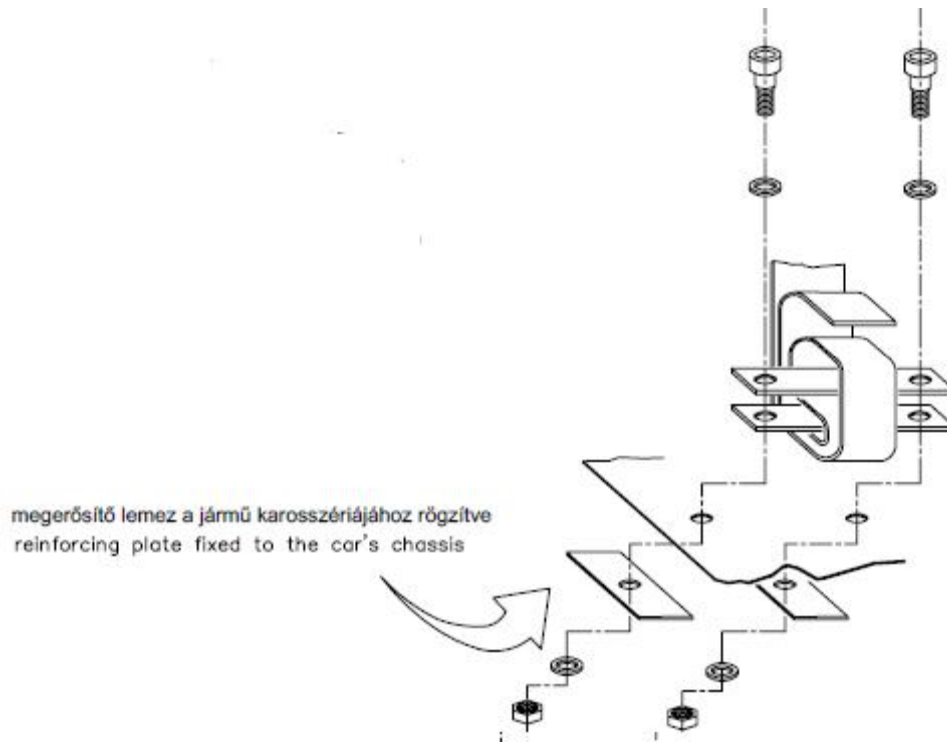 megerősítő lemez a jármű karosszériájához rögzítve
reinforcing plate fixed to the car's chassis